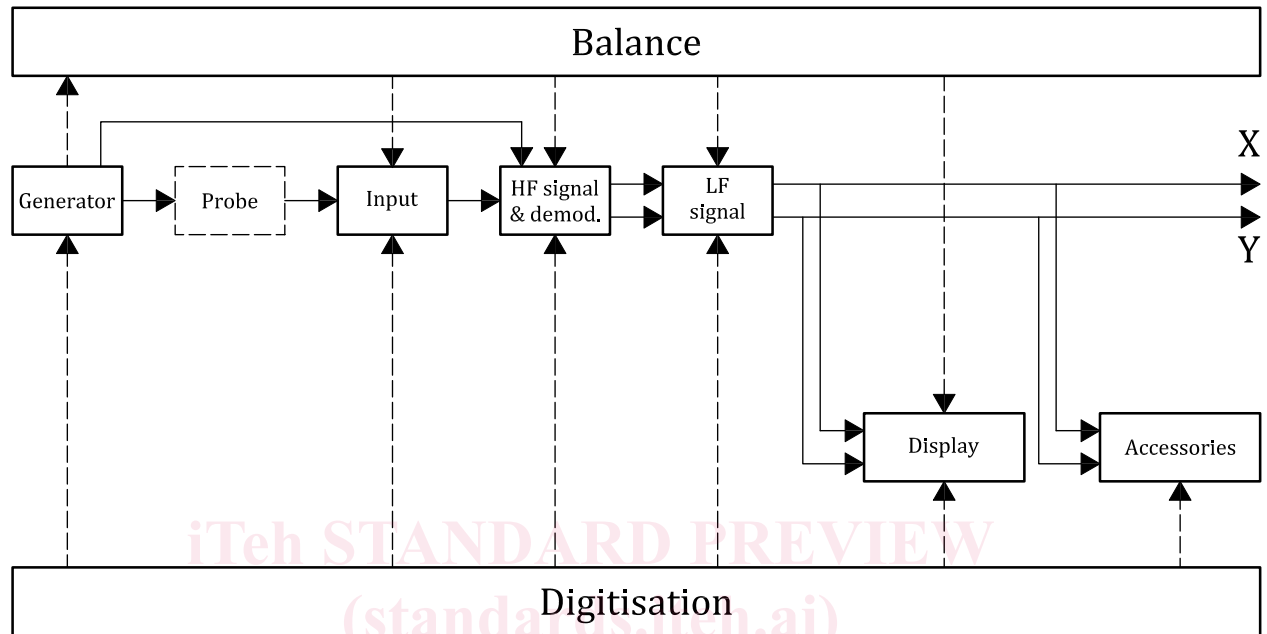 Balance
X
Generator
Probe
Input
HF signal
& demod.
LF
signal
Y
Display
Accessories
iTeh STANDARD PREVIEW
Digitisation
(standards.iteh.ai)